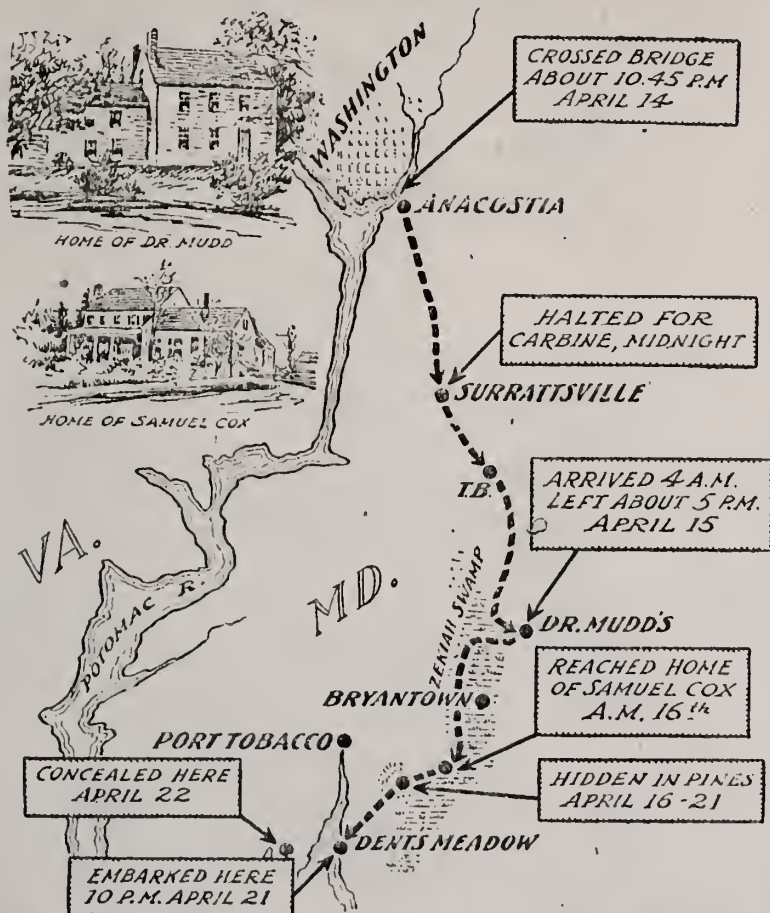 WASHINGTON
CROSSED BRIDGE
ABOUT 10.45 P.M
APRIL 14
ANACOSTIA
HOME OF DR. MUDD
HALTED FOR
CARBINE, MIDNIGHT
SURRATTSVILLE
HOME OF SAMUEL COX
T.B.
ARRIVED 4 A.M.
LEFT ABOUT 5 P.M.
APRIL 15
VA.
MD.
POTOMAC R.
ZEKIAH SWAMP
DR. MUDD'S
REACHED HOME
OF SAMUEL COX
A.M. 16th
BRYANTOWN
PORT TOBACCO
CONCEALED HERE
APRIL 22
HIDDEN IN PINES
APRIL 16-21
DENTS MEADOW
EMBARKED HERE
10 P.M. APRIL 21